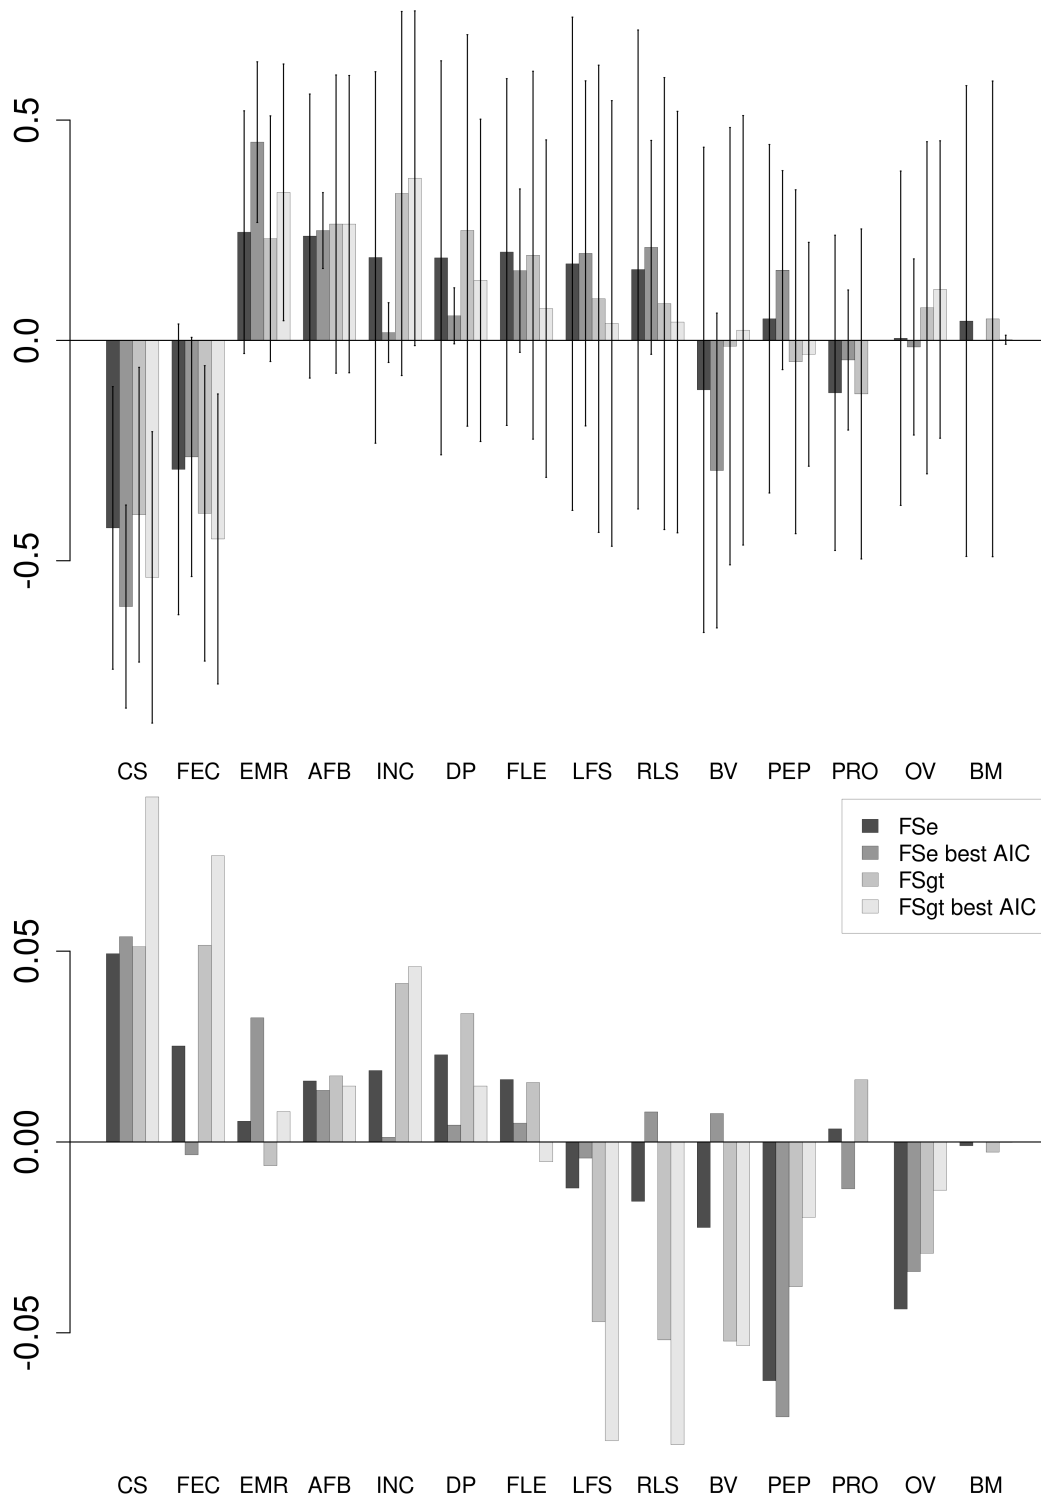 0.5
0.0
-0.5
CS FEC EMR AFB INC DP FLE LFS RLS BV PEP PRO OV BM
FSe
FSe best AIC
FSgt
FSgt best AIC
0.05
0.00
-0.05
CS FEC EMR AFB INC DP FLE LFS RLS BV PEP PRO OV BM